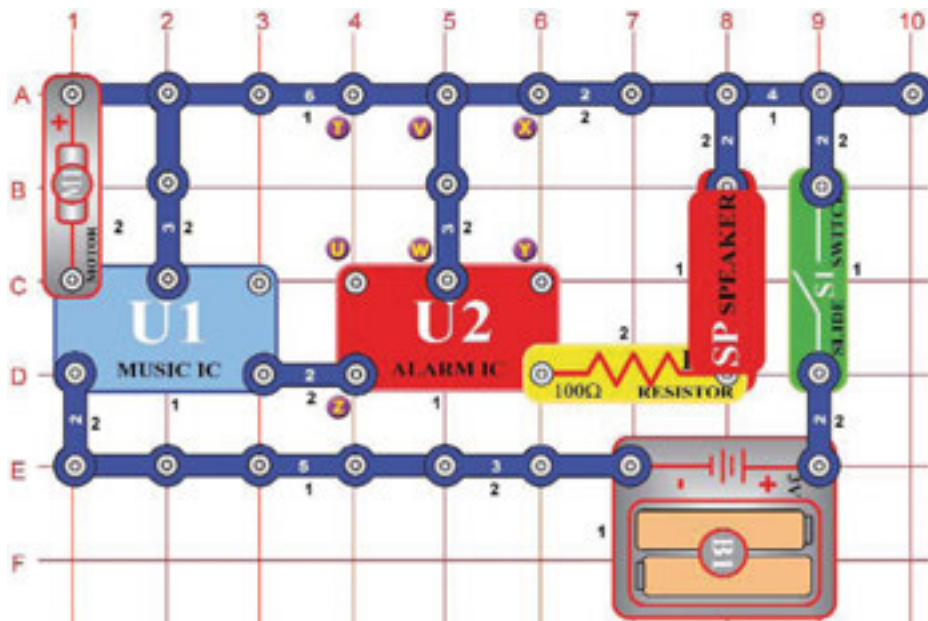 1 2 3 4 5 6 7 8 9 10
A
6 2 4
1 2 1
T V X
+
2 2 2 2
B
M1
MOTOR
2 3 2 3 2
1 SPEAKER SP
SLIDE SWITCH S1 1
U W Y
C
U1
MUSIC IC
U2
ALARM IC
2
D
100Ω RESISTOR
2
2
1 Z 1
2 2
2 2
E
5 3
1 2
- + 3V
1
B1
F